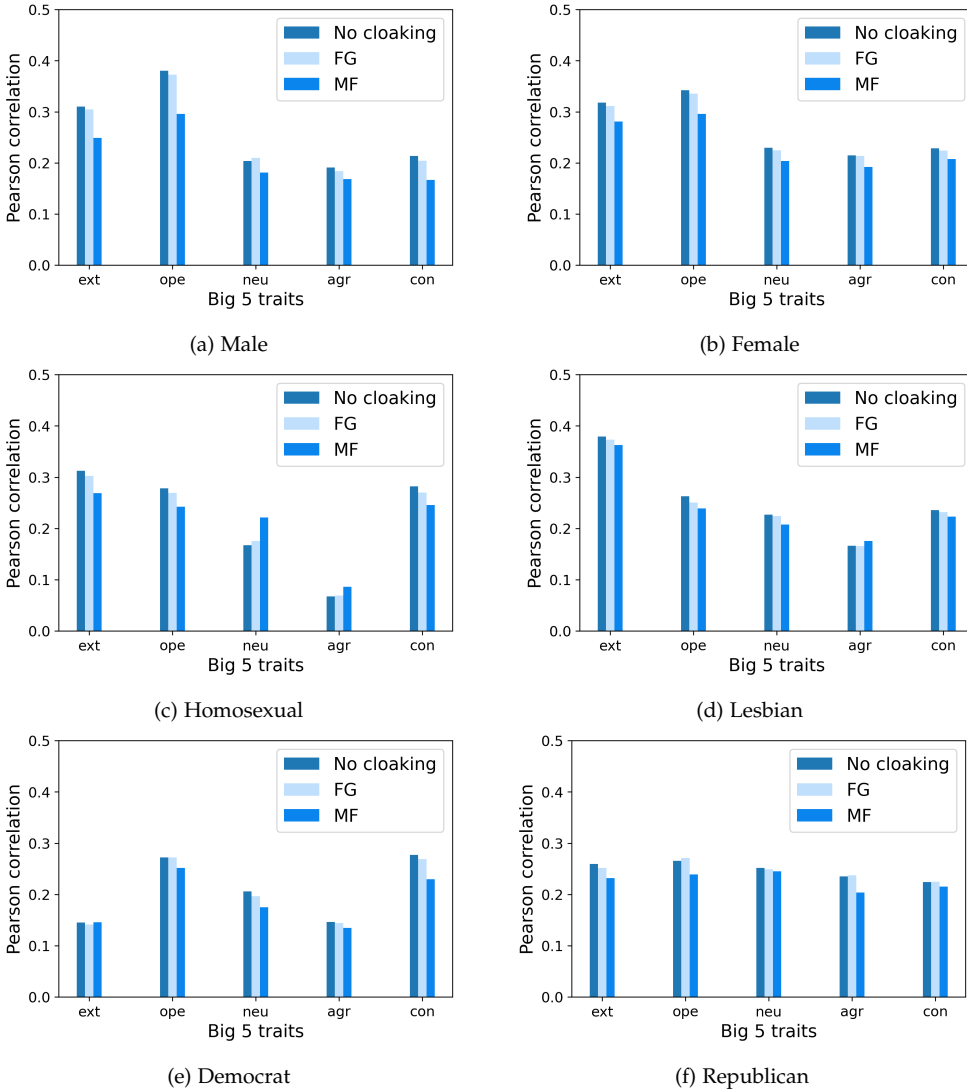 0.5
0.4
0.3
0.2
0.1
0.0
Pearson correlation
No cloaking
FG
MF
ext ope neu agr con
Big 5 traits
(a) Male
0.5
0.4
0.3
0.2
0.1
0.0
Pearson correlation
No cloaking
FG
MF
ext ope neu agr con
Big 5 traits
(b) Female
0.5
0.4
0.3
0.2
0.1
0.0
Pearson correlation
No cloaking
FG
MF
ext ope neu agr con
Big 5 traits
(c) Homosexual
0.5
0.4
0.3
0.2
0.1
0.0
Pearson correlation
No cloaking
FG
MF
ext ope neu agr con
Big 5 traits
(d) Lesbian
0.5
0.4
0.3
0.2
0.1
0.0
Pearson correlation
No cloaking
FG
MF
ext ope neu agr con
Big 5 traits
(e) Democrat
0.5
0.4
0.3
0.2
0.1
0.0
Pearson correlation
No cloaking
FG
MF
ext ope neu agr con
Big 5 traits
(f) Republican